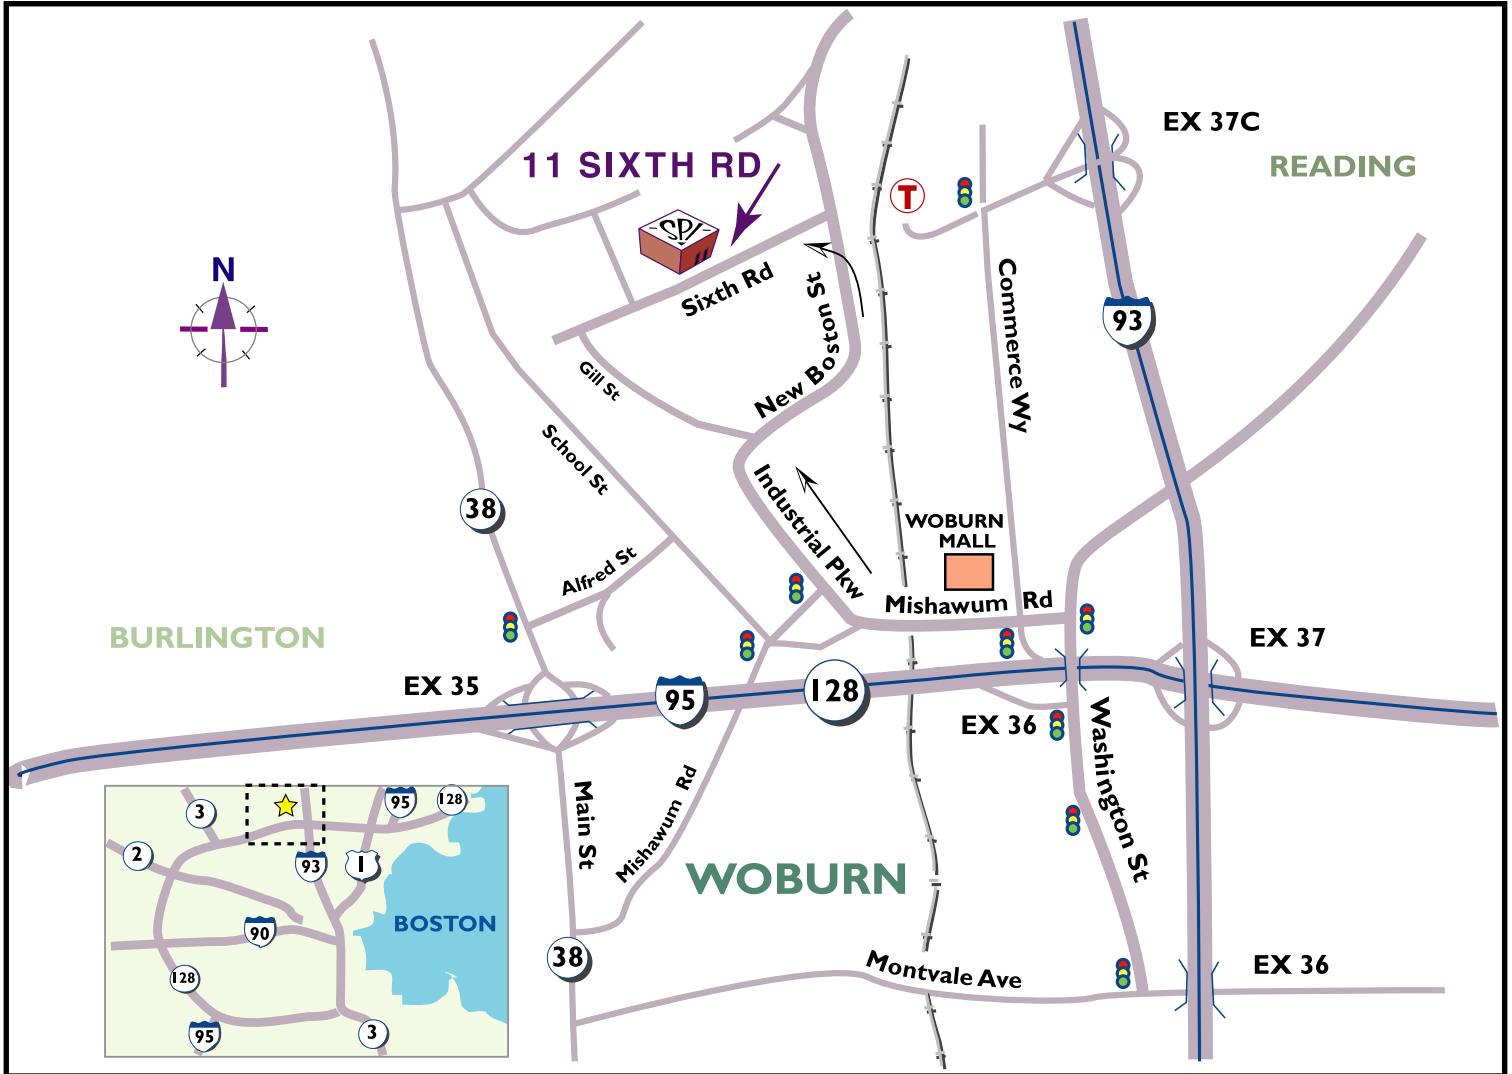 EX 37C
READING
11 SIXTH RD
T
SPI
N
Sixth Rd
New Boston St
Commerce Wy
93
Gill St
School St
38
Industrial Pkw
WOBURN
MALL
Alfred St
Mishawum Rd
BURLINGTON
EX 37
EX 35
95
128
EX 36
Washington St
Main St
Mishawum Rd
WOBURN
38
Montvale Ave
EX 36
3
95
128
2
93
1
BOSTON
90
128
95
3